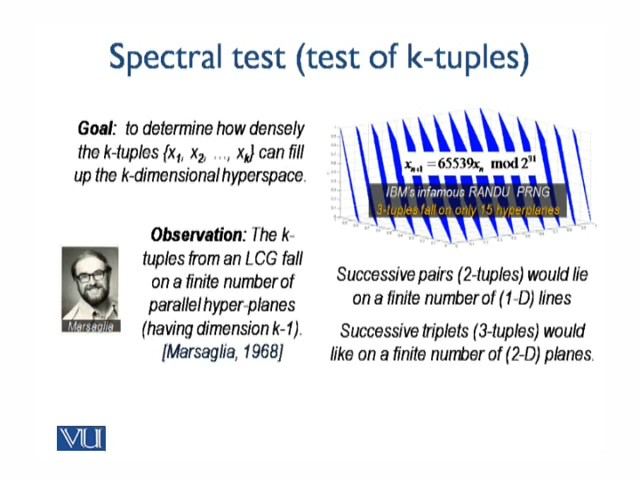 Spectral test (test of k-tuples)
Goal: to determine how densely
the k-tuples {x1, x2, ..., xk} can fill
up the k-dimensional hyperspace.
Observation: The k-
tuples from an LCG fall
on a finite number of
parallel hyper-planes
(having dimension k-1).
[Marsaglia, 1968]
Marsaglia
xn+1 = 65539xn mod 2^31
IBM's infamous RANDU PRNG
3-tuples fall on only 15 hyperplanes
Successive pairs (2-tuples) would lie
on a finite number of (1-D) lines
Successive triplets (3-tuples) would
like on a finite number of (2-D) planes.
VU